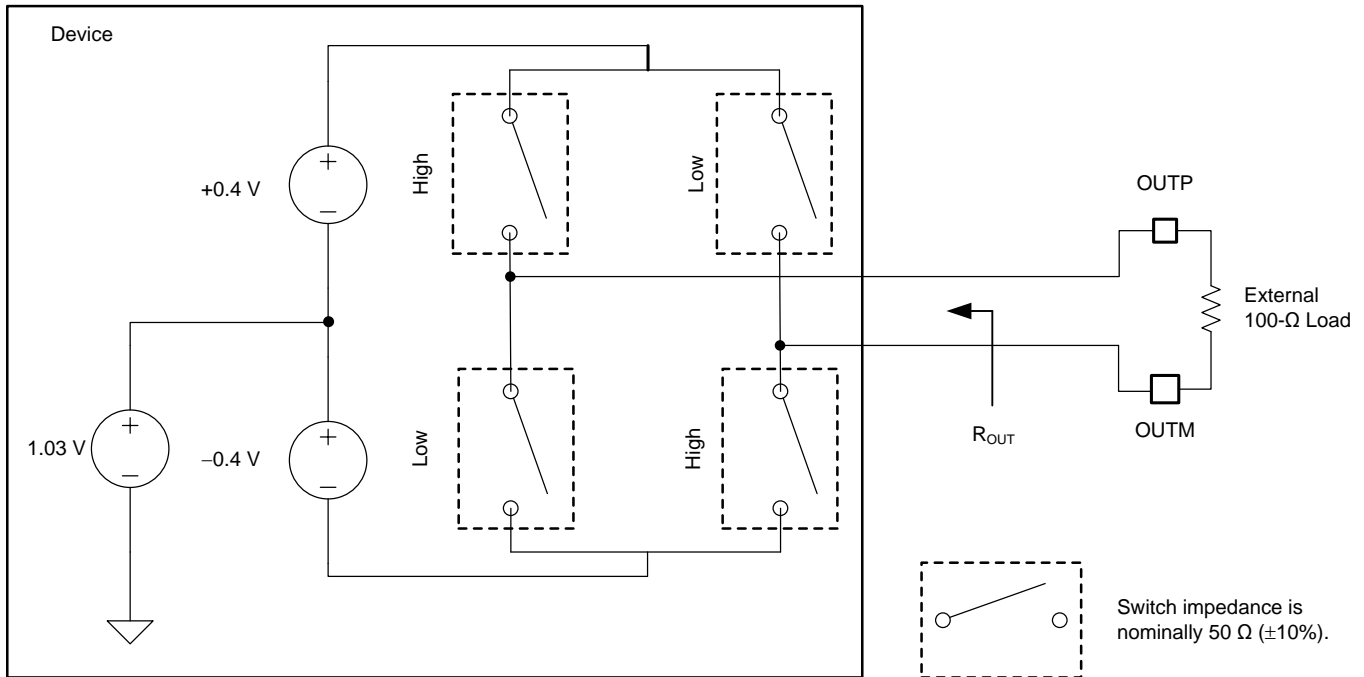 Device
+0.4 V
+
–
High
Low
OUTP
External
100-Ω Load
1.03 V
+
–
−0.4 V
+
–
Low
High
R_OUT
OUTM
Switch impedance is
nominally 50 Ω (±10%).